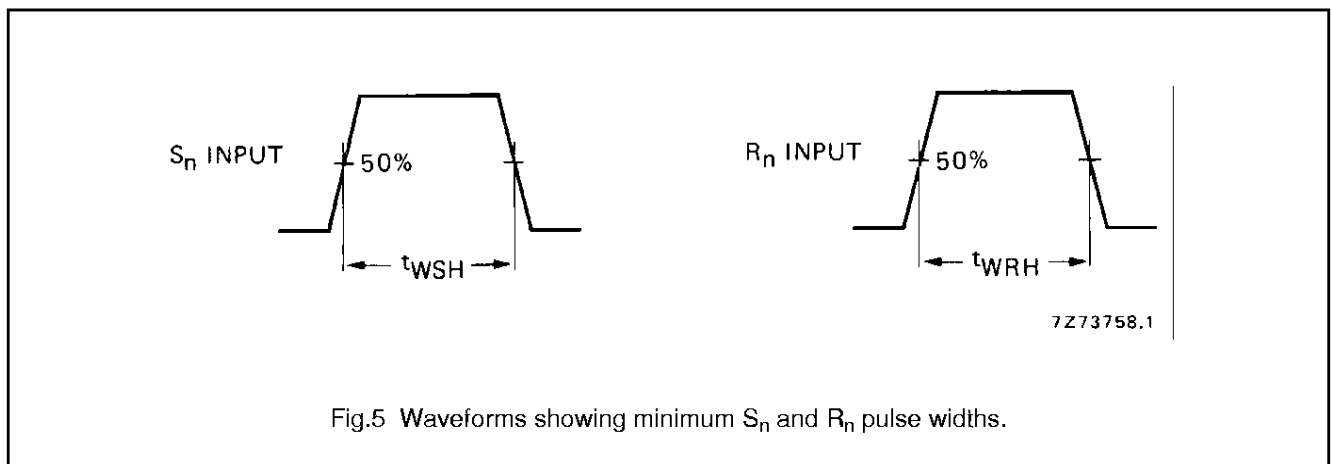 Sn INPUT
50%
tWSH
Rn INPUT
50%
tWRH
7Z73758.1
Fig.5 Waveforms showing minimum Sn and Rn pulse widths.